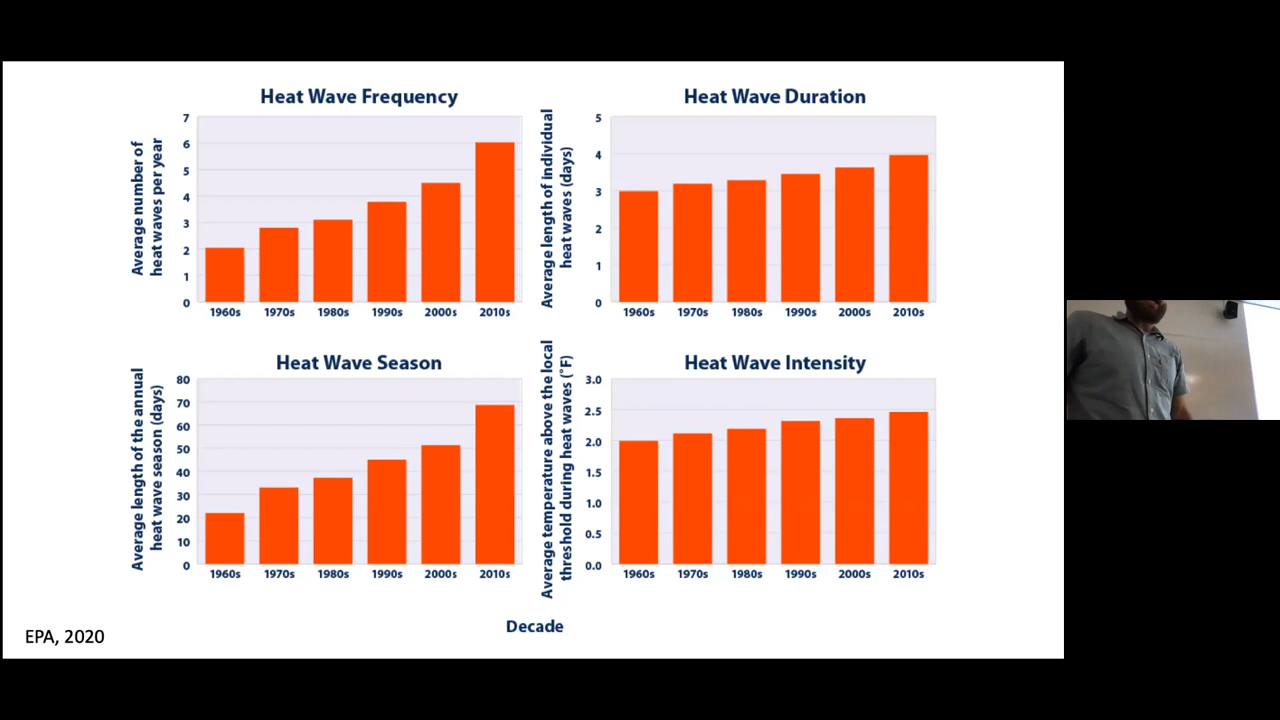 Heat Wave Frequency
Average number of
heat waves per year
7
6
5
4
3
2
1
0
1960s 1970s 1980s 1990s 2000s 2010s
Heat Wave Duration
Average length of individual
heat waves (days)
5
4
3
2
1
0
1960s 1970s 1980s 1990s 2000s 2010s
Heat Wave Season
Average length of the annual
heat wave season (days)
80
70
60
50
40
30
20
10
0
1960s 1970s 1980s 1990s 2000s 2010s
Heat Wave Intensity
Average temperature above the local
threshold during heat waves (˚F)
3.0
2.5
2.0
1.5
1.0
0.5
0.0
1960s 1970s 1980s 1990s 2000s 2010s
Decade
EPA, 2020